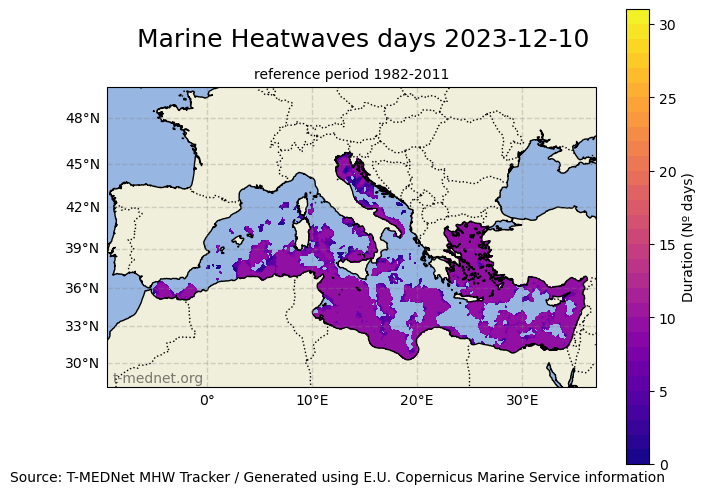 Marine Heatwaves days 2023-12-10
reference period 1982-2011
48°N
45°N
42°N
39°N
36°N
33°N
30°N
t-mednet.org
0°
10°E
20°E
30°E
30
25
20
15
10
5
0
Duration (Nº days)
Source: T-MEDNet MHW Tracker / Generated using E.U. Copernicus Marine Service information